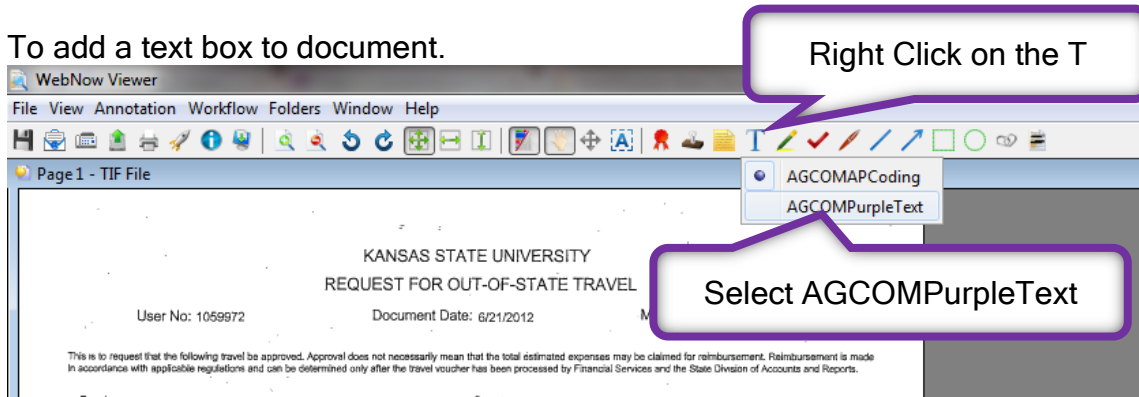 To add a text box to document.
Right Click on the T
WebNow Viewer
File View Annotation Workflow Folders Window Help
T
Page 1 - TIF File
AGCOMAPCoding
AGCOMPurpleText
KANSAS STATE UNIVERSITY
REQUEST FOR OUT-OF-STATE TRAVEL
Select AGCOMPurpleText
User No: 1059972 Document Date: 6/21/2012 M
This is to request that the following travel be approved. Approval does not necessarily mean that the total estimated expenses may be claimed for reimbursement. Reimbursement is made
in accordance with applicable regulations and can be determined only after the travel voucher has been processed by Financial Services and the State Division of Accounts and Reports.